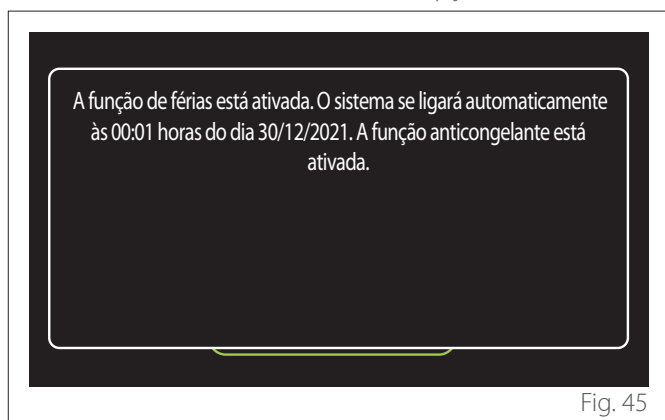 A função de férias está ativada. O sistema se ligará automaticamente
às 00:01 horas do dia 30/12/2021. A função anticongelante está
ativada.
Fig. 45